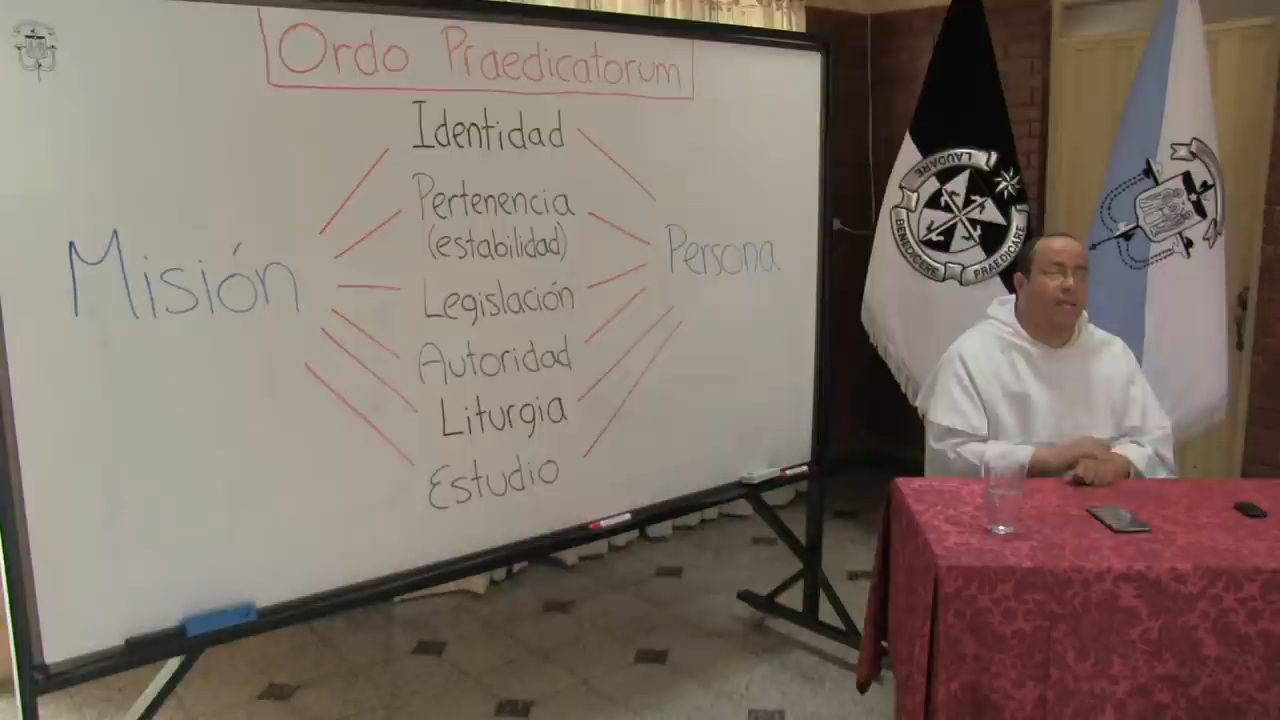 Ordo Praedicatorum
Identidad
Pertenencia
(estabilidad)
Misión
Persona
Legislación
Autoridad
Liturgia
Estudio
LAUDARE
BENEDICERE
PRAEDICARE